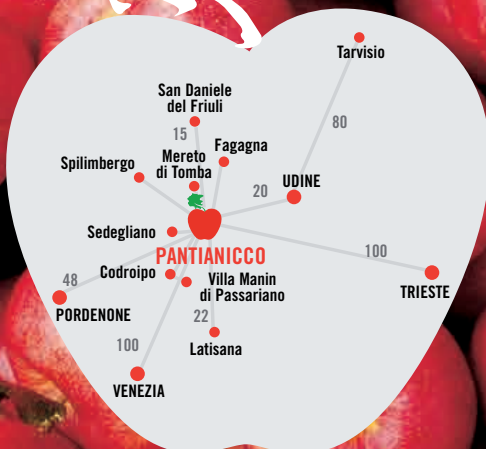 Tarvisio
San Daniele
del Friuli
80
15
Fagagna
Mereto
di Tomba
Spilimbergo
UDINE
20
Sedegliano
PANTIANICCO
100
48
Codroipo
Villa Manin
di Passariano
TRIESTE
PORDENONE
22
100
Latisana
VENEZIA